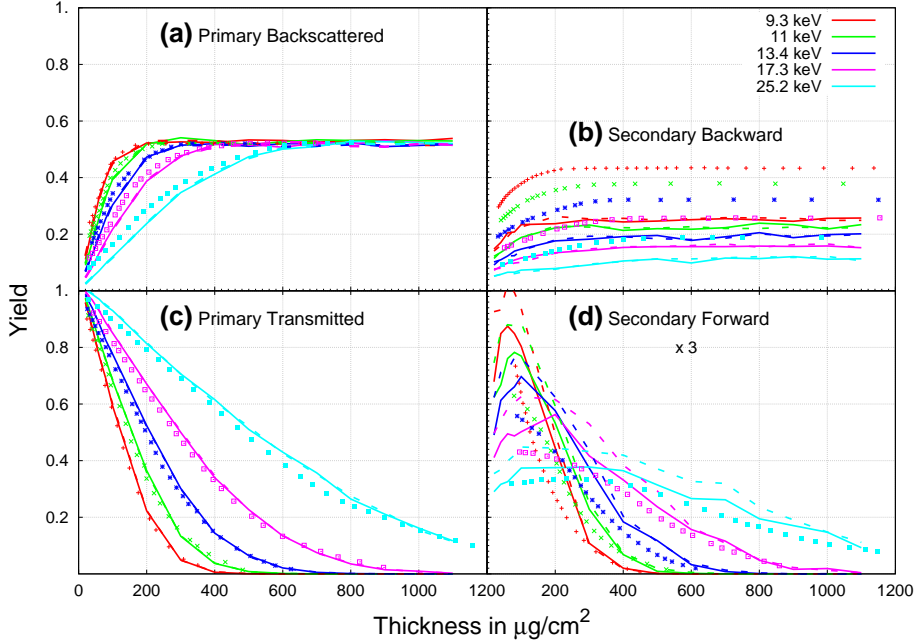 (a) Primary Backscattered
9.3 keV
11 keV
13.4 keV
17.3 keV
25.2 keV
(b) Secondary Backward
1.
0.8
0.6
0.4
0.2
(c) Primary Transmitted
(d) Secondary Forward
x 3
1.
0.8
0.6
0.4
0.2
Yield
0 200 400 600 800 1000 1200 200 400 600 800 1000 1200
Thickness in μg/cm²